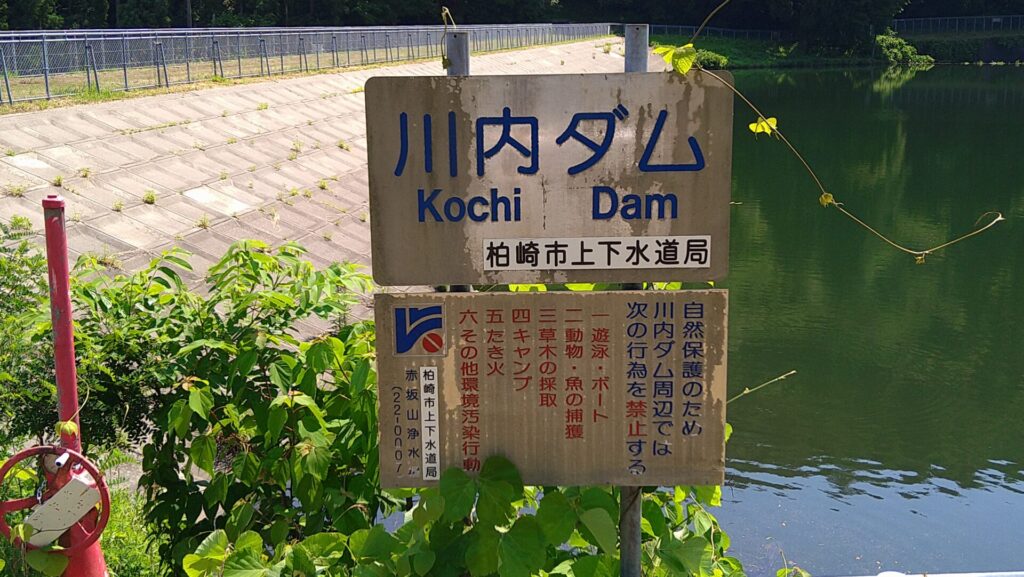 川内ダム
Kochi Dam
柏崎市上下水道局
自然保護のため
川内ダム周辺では
次の行為を禁止する
一遊泳・ボート
二動物・魚の捕獲
三草木の採取
四キャンプ
五たき火
六その他環境汚染行動
柏崎市上下水道局
赤坂山浄水